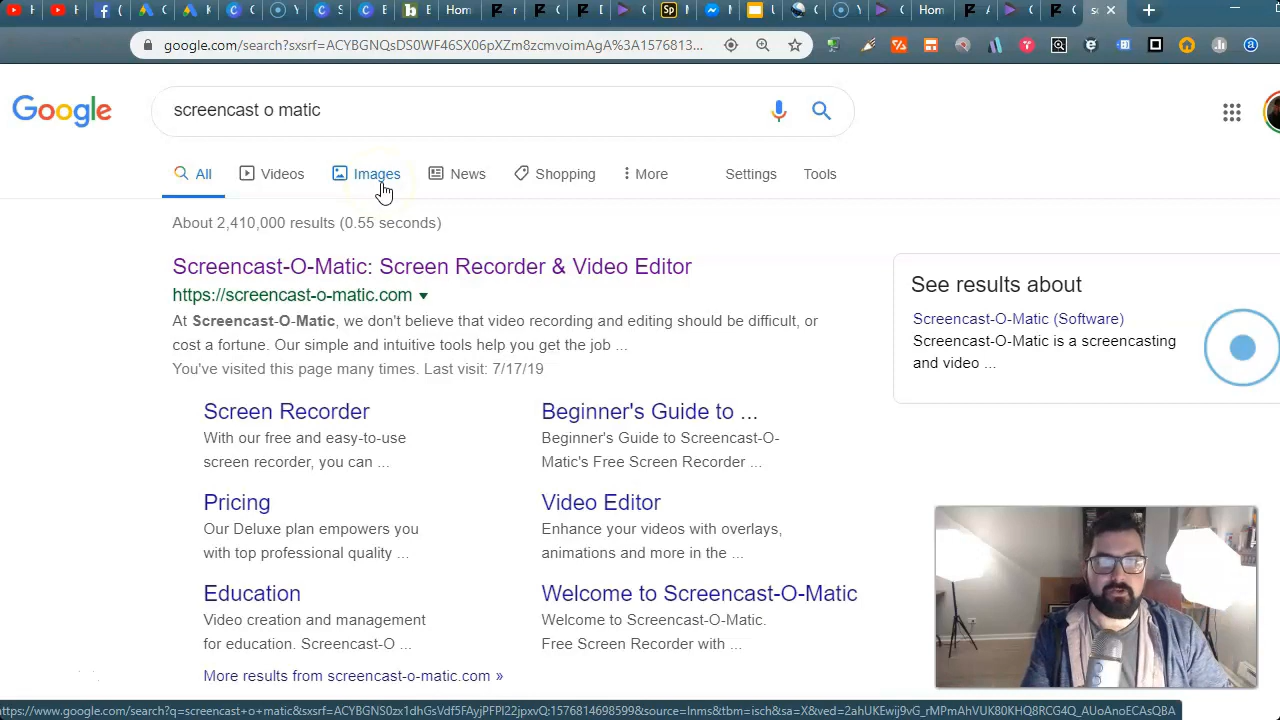 google.com/search?sxsrf=ACYBGNQsDS0WF46SX06pXZm8zcmvoimAgA%3A1576813...
Google
screencast o matic
All Videos Images News Shopping More Settings Tools
About 2,410,000 results (0.55 seconds)
Screencast-O-Matic: Screen Recorder & Video Editor
https://screencast-o-matic.com
At Screencast-O-Matic, we don't believe that video recording and editing should be difficult, or
cost a fortune. Our simple and intuitive tools help you get the job ...
You've visited this page many times. Last visit: 7/17/19
Screen Recorder
With our free and easy-to-use
screen recorder, you can ...
Beginner's Guide to ...
Beginner's Guide to Screencast-O-
Matic's Free Screen Recorder ...
Pricing
Our Deluxe plan empowers you
with top professional quality ...
Video Editor
Enhance your videos with overlays,
animations and more in the ...
Education
Video creation and management
for education. Screencast-O ...
Welcome to Screencast-O-Matic
Welcome to Screencast-O-Matic.
Free Screen Recorder with ...
More results from screencast-o-matic.com »
See results about
Screencast-O-Matic (Software)
Screencast-O-Matic is a screencasting
and video ...